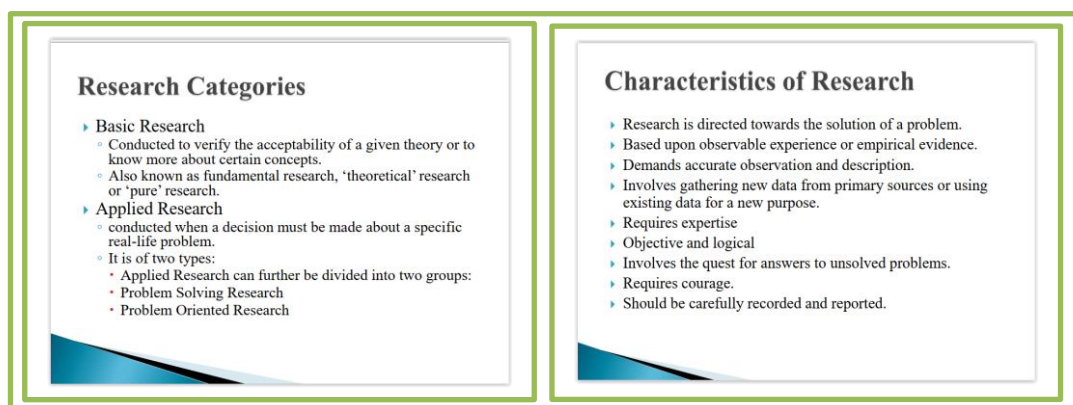 Research Categories
Basic Research
Conducted to verify the acceptability of a given theory or to
know more about certain concepts.
Also known as fundamental research, ‘theoretical’ research
or ‘pure’ research.
Applied Research
conducted when a decision must be made about a specific
real-life problem.
It is of two types:
Applied Research can further be divided into two groups:
Problem Solving Research
Problem Oriented Research
Characteristics of Research
Research is directed towards the solution of a problem.
Based upon observable experience or empirical evidence.
Demands accurate observation and description.
Involves gathering new data from primary sources or using
existing data for a new purpose.
Requires expertise
Objective and logical
Involves the quest for answers to unsolved problems.
Requires courage.
Should be carefully recorded and reported.